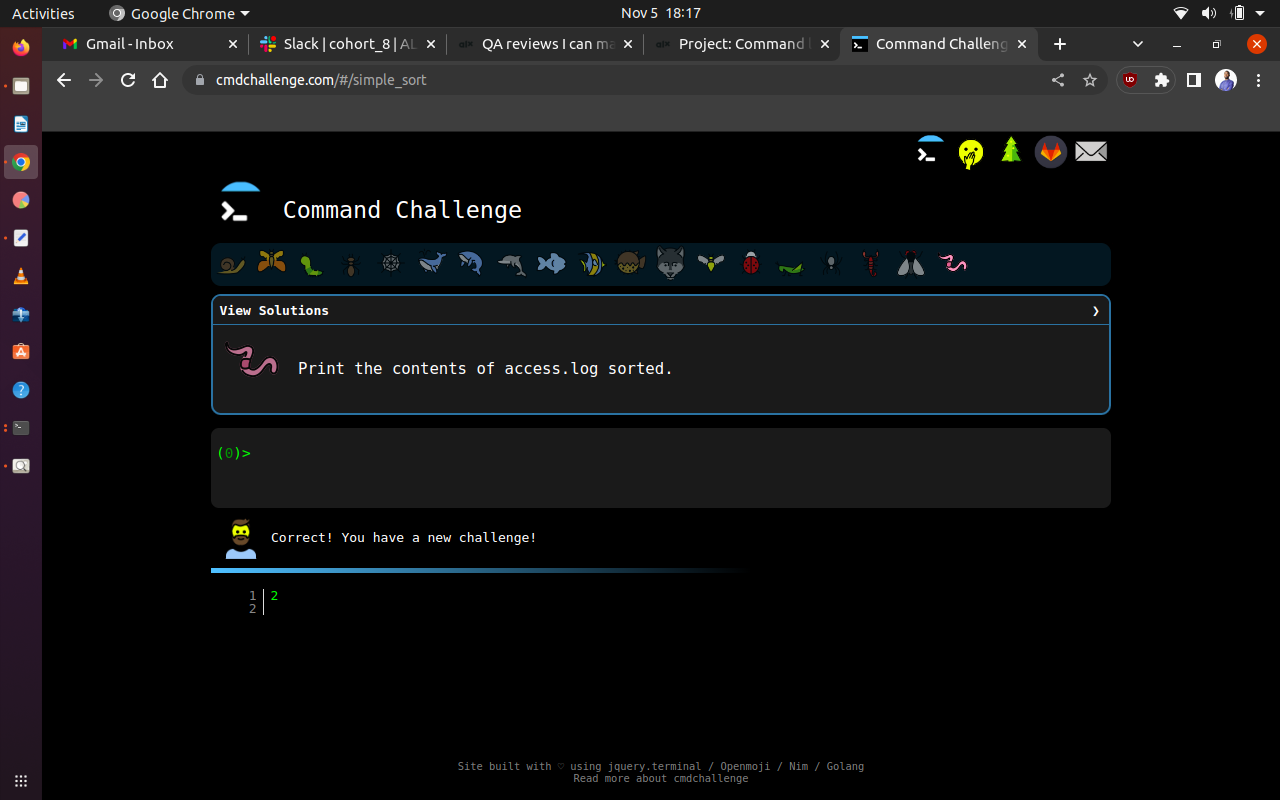 Activities
Google Chrome
Nov 5 18:17
Gmail - Inbox
Slack | cohort_8 | AL
QA reviews I can ma
Project: Command l
Command Challeng
cmdchallenge.com/#/simple_sort
Command Challenge
View Solutions
Print the contents of access.log sorted.
(0)>
Correct! You have a new challenge!
1 2
2
Site built with ♡ using jquery.terminal / Openmoji / Nim / Golang
Read more about cmdchallenge